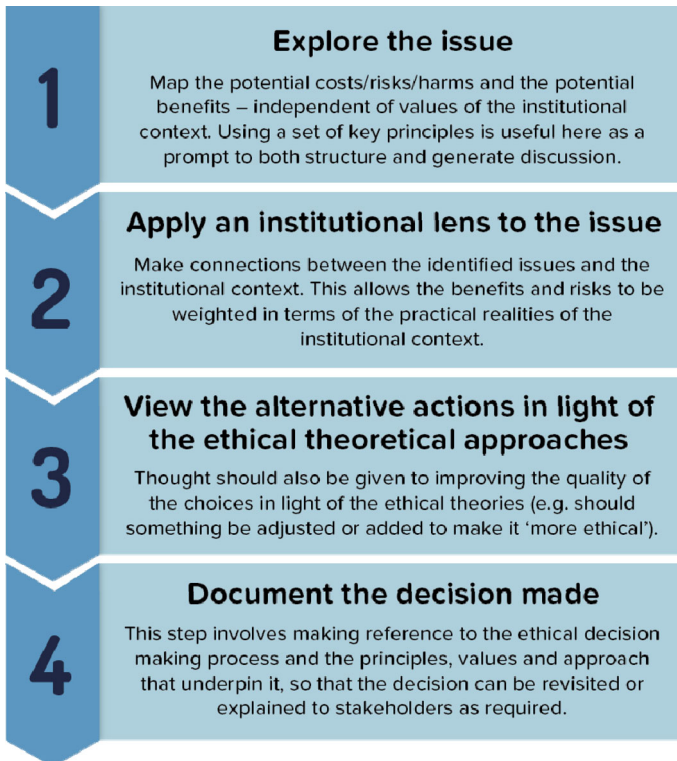 1
Explore the issue
Map the potential costs/risks/harms and the potential
benefits – independent of values of the institutional
context. Using a set of key principles is useful here as a
prompt to both structure and generate discussion.
2
Apply an institutional lens to the issue
Make connections between the identified issues and the
institutional context. This allows the benefits and risks to be
weighted in terms of the practical realities of the
institutional context.
3
View the alternative actions in light of
the ethical theoretical approaches
Thought should also be given to improving the quality of
the choices in light of the ethical theories (e.g. should
something be adjusted or added to make it ‘more ethical’).
4
Document the decision made
This step involves making reference to the ethical decision
making process and the principles, values and approach
that underpin it, so that the decision can be revisited or
explained to stakeholders as required.